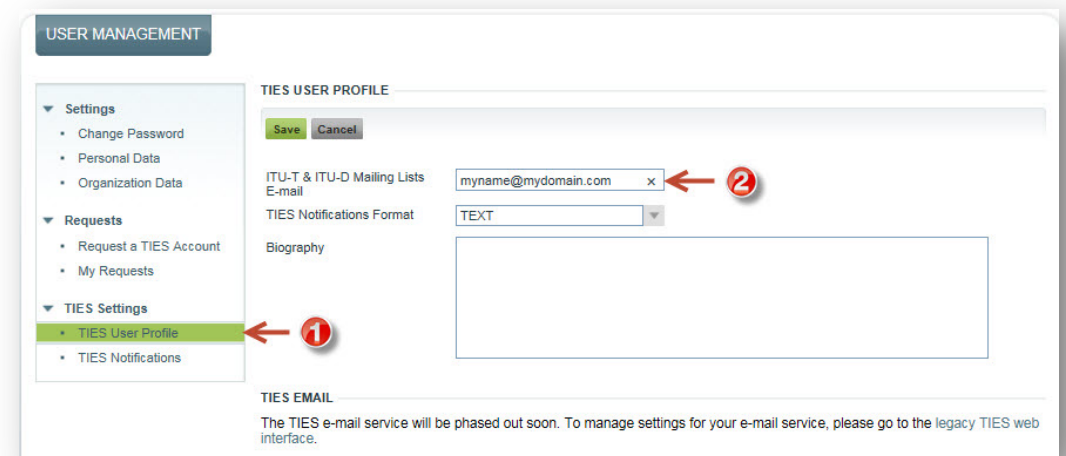 USER MANAGEMENT
Settings
Change Password
Personal Data
Organization Data
Requests
Request a TIES Account
My Requests
TIES Settings
TIES User Profile
TIES Notifications
1
TIES USER PROFILE
Save Cancel
ITU-T & ITU-D Mailing Lists
E-mail
myname@mydomain.com ×
2
TIES Notifications Format
TEXT
Biography
TIES EMAIL
The TIES e-mail service will be phased out soon. To manage settings for your e-mail service, please go to the legacy TIES web
interface.